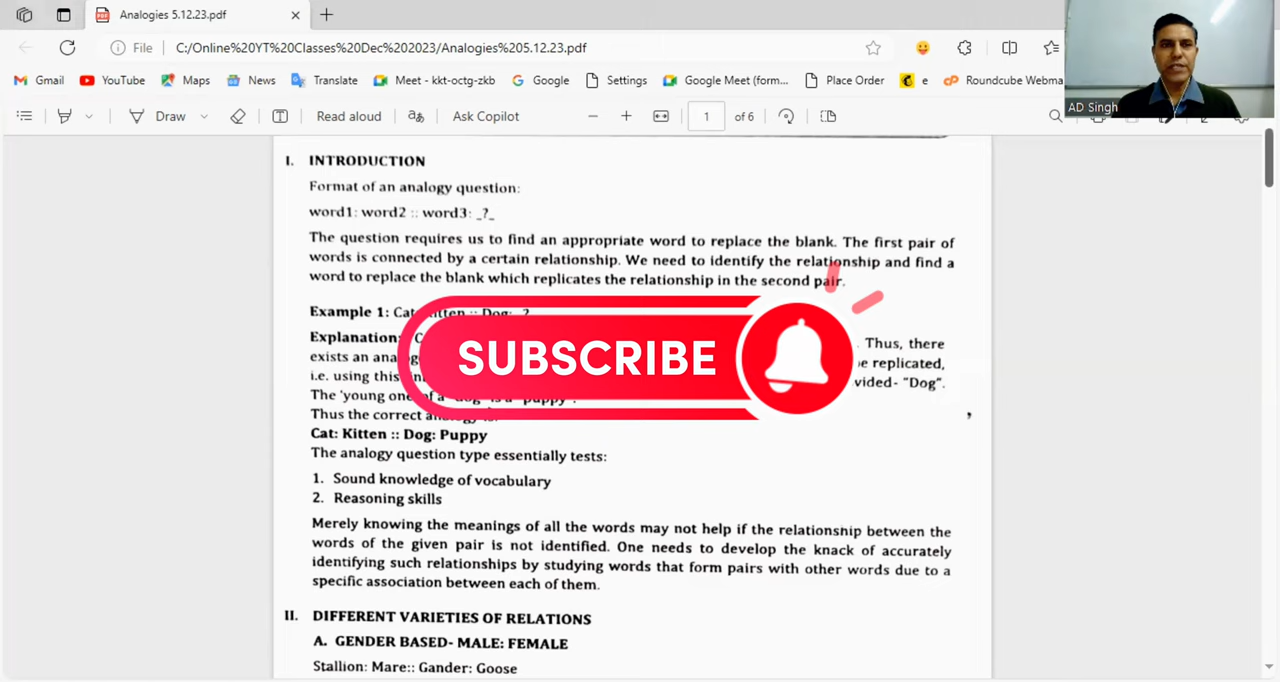 Analogies 5.12.23.pdf
File C:/Online%20YT%20Classes%20Dec%202023/Analogies%205.12.23.pdf
Gmail YouTube Maps News Translate Meet - kkt-octg-zkb Google Settings Google Meet (form... Place Order e Roundcube Webma
Draw Read aloud Ask Copilot 1 of 6
AD Singh
I. INTRODUCTION
Format of an analogy question:
word1: word2 :: word3: _?_
The question requires us to find an appropriate word to replace the blank. The first pair of
words is connected by a certain relationship. We need to identify the relationship and find a
word to replace the blank which replicates the relationship in the second pair.
Example 1: Cat: Kitten :: Dog: ?
Explanation: Thus, there
exists an be replicated,
i.e. using this provided- "Dog".
The 'young one of a "dog" is a "puppy".
Thus the correct analogy is:
SUBSCRIBE
Cat: Kitten :: Dog: Puppy
The analogy question type essentially tests:
1. Sound knowledge of vocabulary
2. Reasoning skills
Merely knowing the meanings of all the words may not help if the relationship between the
words of the given pair is not identified. One needs to develop the knack of accurately
identifying such relationships by studying words that form pairs with other words due to a
specific association between each of them.
II. DIFFERENT VARIETIES OF RELATIONS
A. GENDER BASED- MALE: FEMALE
Stallion: Mare:: Gander: Goose